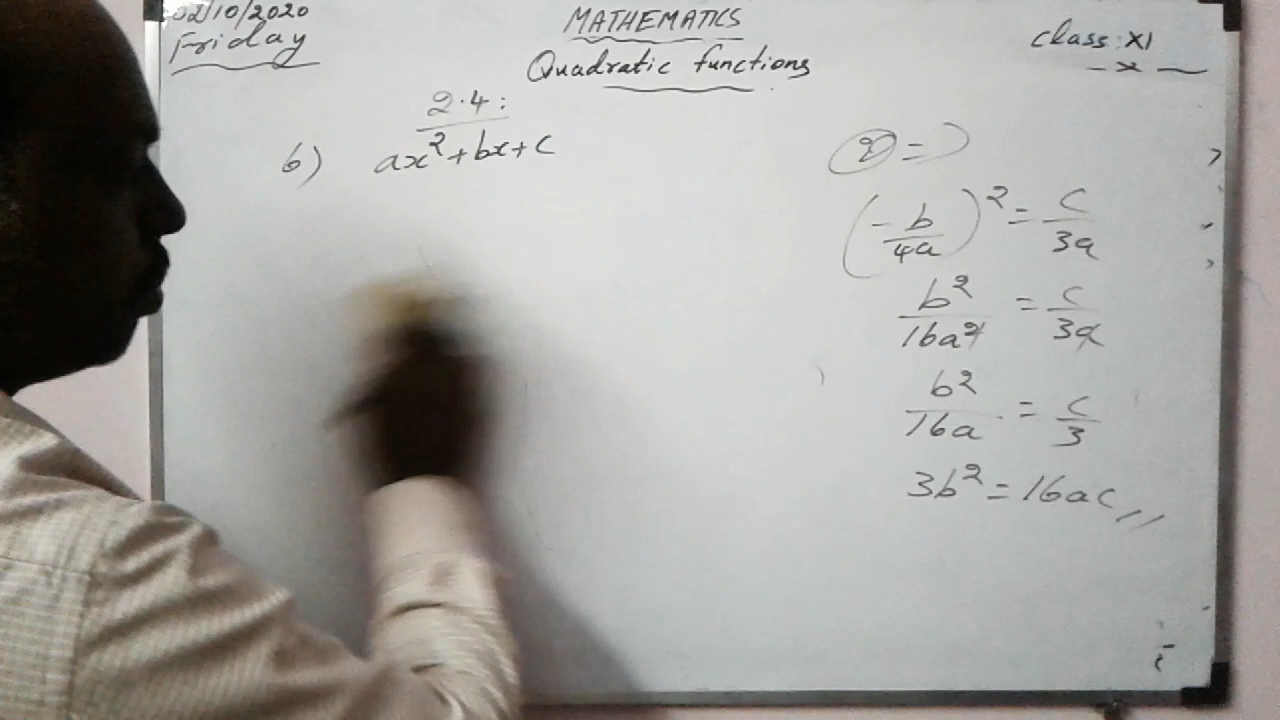 02/10/2020
Friday
MATHEMATICS
Quadratic functions
Class: XI
2.4:
6) ax²+bx+c
② ⇒
(-b/4a)² = c/3a
b²/16a² = c/3a
b²/16a = c/3
3b² = 16ac,,